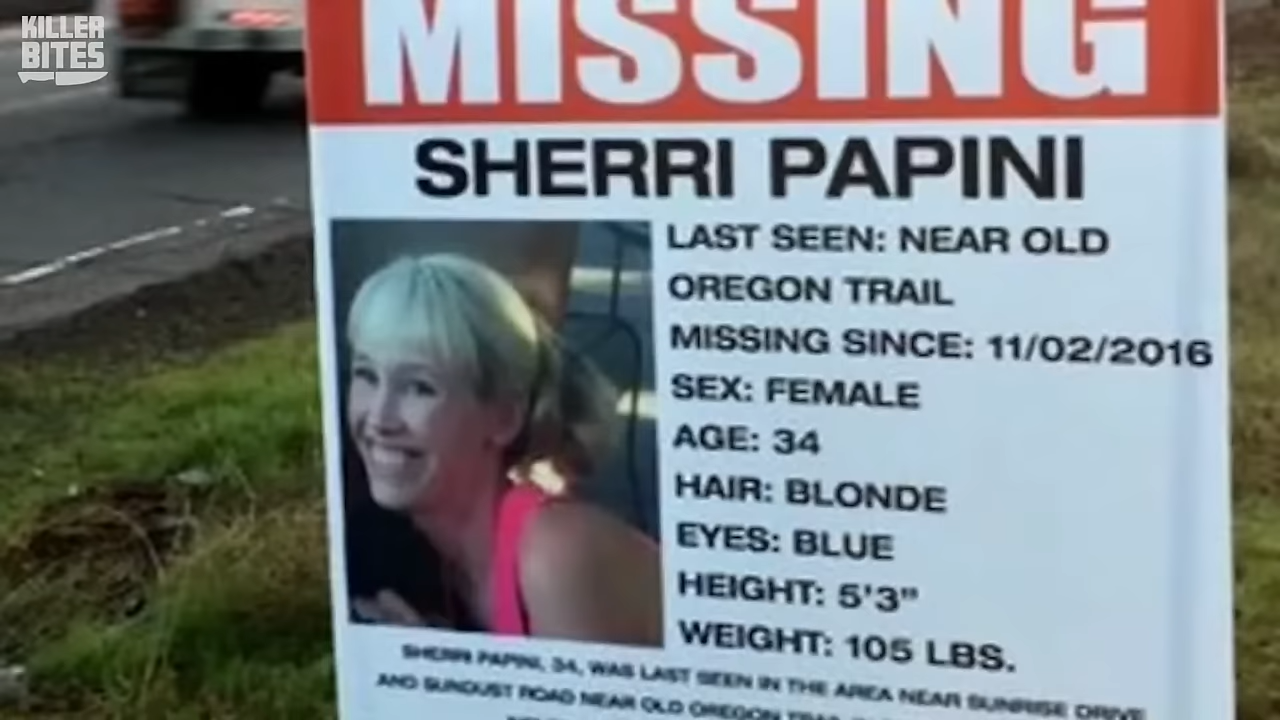 KILLER
BITES
MISSING
SHERRI PAPINI
LAST SEEN: NEAR OLD
OREGON TRAIL
MISSING SINCE: 11/02/2016
SEX: FEMALE
AGE: 34
HAIR: BLONDE
EYES: BLUE
HEIGHT: 5'3"
WEIGHT: 105 LBS.
SHERRI PAPINI, 34, WAS LAST SEEN IN THE AREA NEAR SUNRISE DRIVE
AND SUNDUST ROAD NEAR OLD OREGON TRAIL